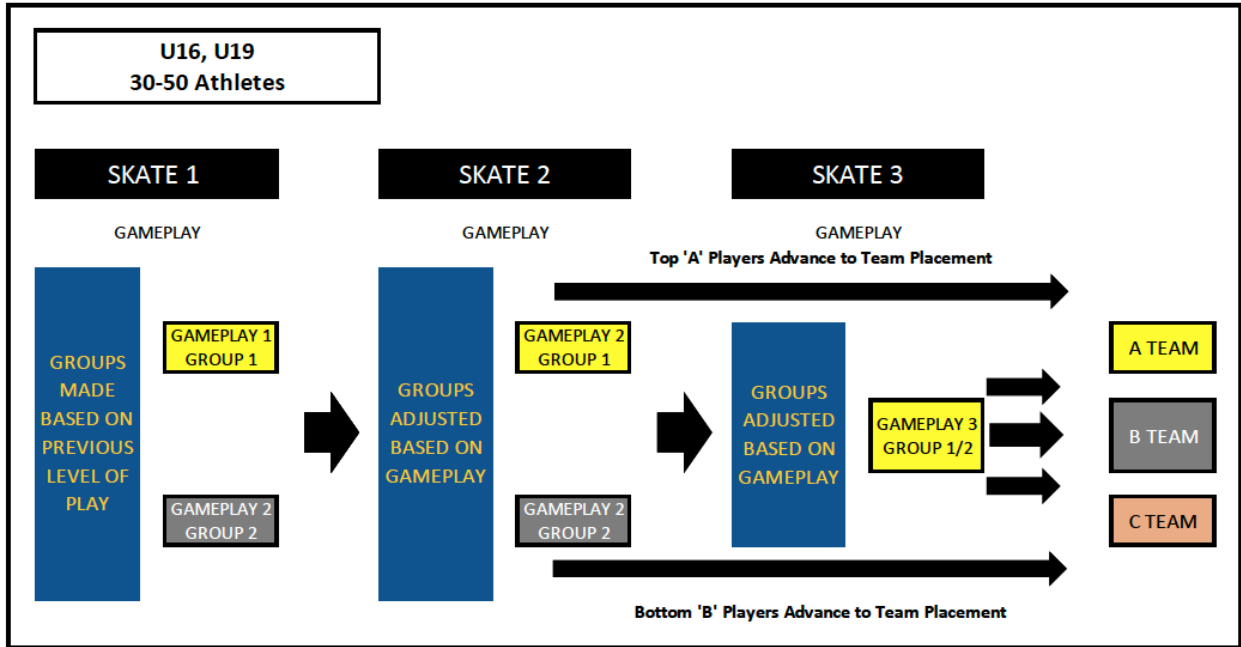 U16, U19
30-50 Athletes
SKATE 1
SKATE 2
SKATE 3
GAMEPLAY
GAMEPLAY
GAMEPLAY
Top 'A' Players Advance to Team Placement
GROUPS
MADE
BASED ON
PREVIOUS
LEVEL OF
PLAY
GAMEPLAY 1
GROUP 1
GAMEPLAY 2
GROUP 2
GROUPS
ADJUSTED
BASED ON
GAMEPLAY
GAMEPLAY 2
GROUP 1
GAMEPLAY 2
GROUP 2
GROUPS
ADJUSTED
BASED ON
GAMEPLAY
GAMEPLAY 3
GROUP 1/2
A TEAM
B TEAM
C TEAM
Bottom 'B' Players Advance to Team Placement